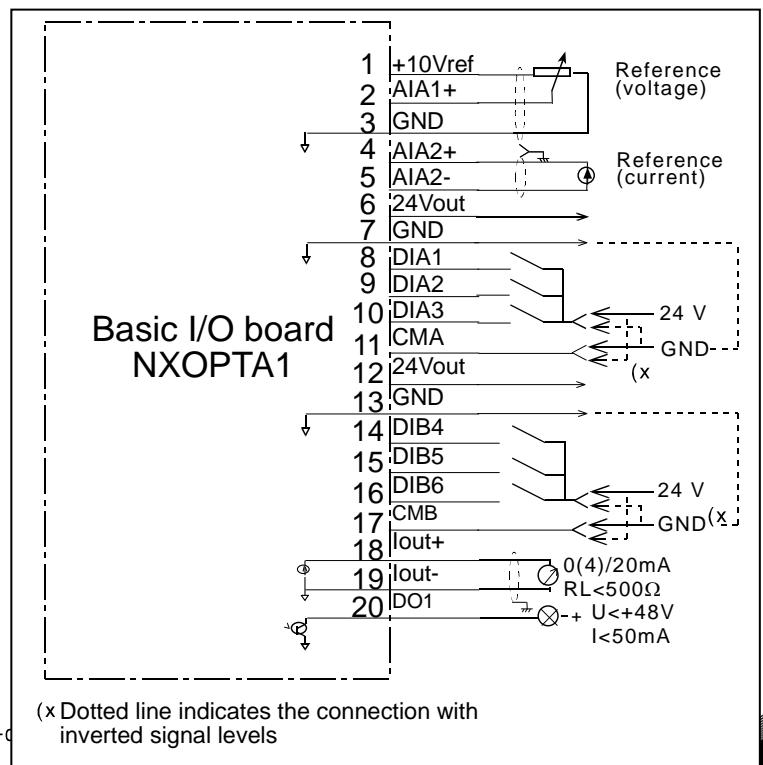 1 +10Vref
2 AIA1+
3 GND
4 AIA2+
5 AIA2-
6 24Vout
7 GND
8 DIA1
9 DIA2
10 DIA3
11 CMA
12 24Vout
13 GND
14 DIB4
15 DIB5
16 DIB6
17 CMB
18 Iout+
19 Iout-
20 DO1
Basic I/O board
NXOPTA1
Reference
(voltage)
Reference
(current)
24 V
GND
(x
24 V
GND (x
0(4)/20mA
RL<500Ω
- + U<+48V
I<50mA
(x Dotted line indicates the connection with
inverted signal levels